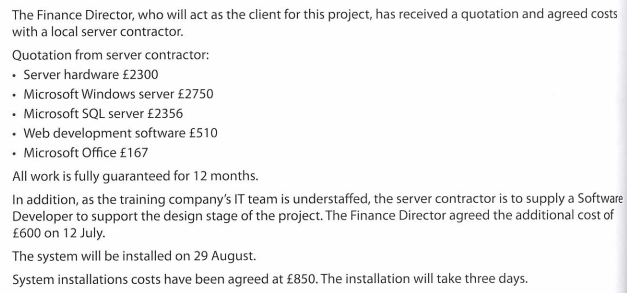 The Finance Director, who will act as the client for this project, has received a quotation and agreed costs
with a local server contractor.
Quotation from server contractor:
• Server hardware £2300
• Microsoft Windows server £2750
• Microsoft SQL server £2356
• Web development software £510
• Microsoft Office £167
All work is fully guaranteed for 12 months.
In addition, as the training company's IT team is understaffed, the server contractor is to supply a Software
Developer to support the design stage of the project. The Finance Director agreed the additional cost of
£600 on 12 July.
The system will be installed on 29 August.
System installations costs have been agreed at £850. The installation will take three days.